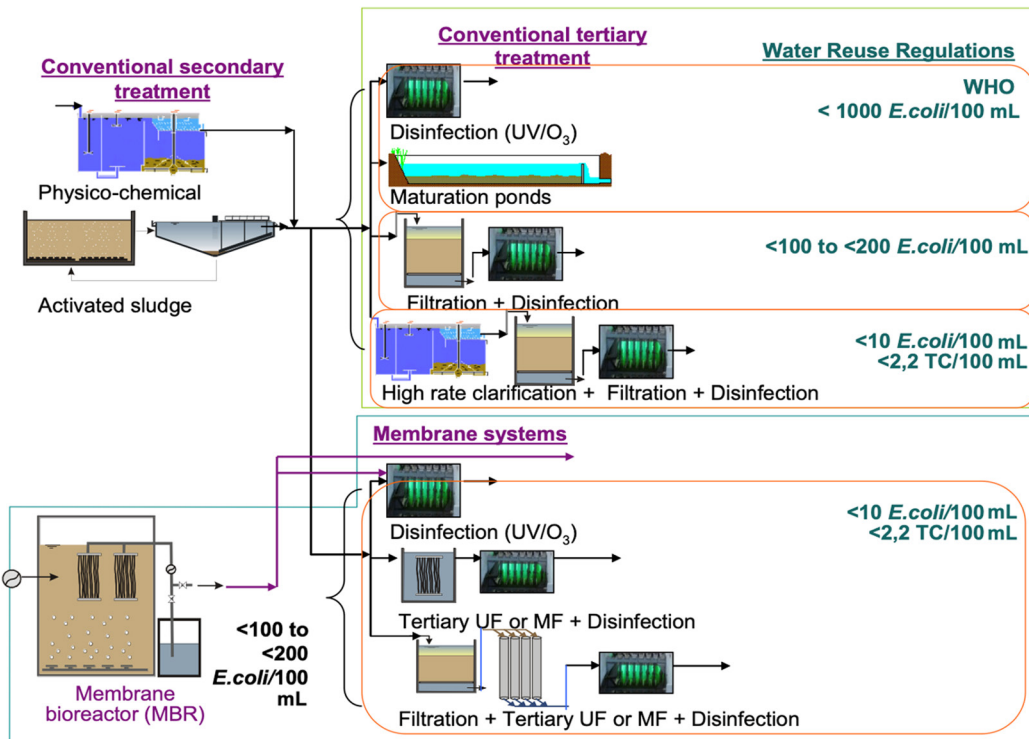 Conventional secondary
treatment
Physico-chemical
Activated sludge
Conventional tertiary
treatment
Water Reuse Regulations
WHO
< 1000 E.coli/100 mL
Disinfection (UV/O3)
Maturation ponds
<100 to <200 E.coli/100 mL
Filtration + Disinfection
<10 E.coli/100 mL
<2,2 TC/100 mL
High rate clarification + Filtration + Disinfection
Membrane systems
<10 E.coli/100 mL
<2,2 TC/100 mL
Disinfection (UV/O3)
Tertiary UF or MF + Disinfection
<100 to
<200
E.coli/100
mL
Membrane
bioreactor (MBR)
Filtration + Tertiary UF or MF + Disinfection